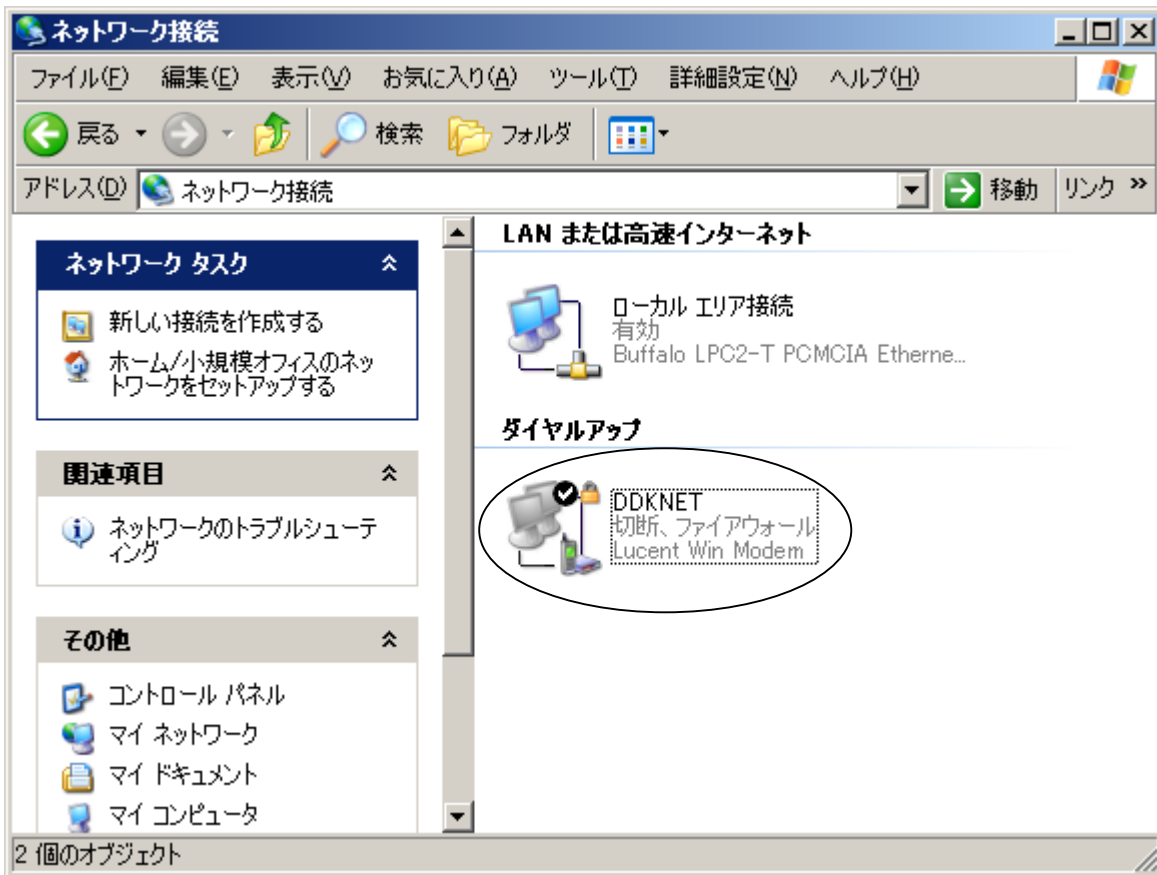 ネットワーク接続
ファイル(F) 編集(E) 表示(V) お気に入り(A) ツール(T) 詳細設定(N) ヘルプ(H)
戻る 検索 フォルダ
アドレス(D) ネットワーク接続 移動 リンク »
ネットワーク タスク
新しい接続を作成する
ホーム/小規模オフィスのネッ
トワークをセットアップする
関連項目
ネットワークのトラブルシューテ
ィング
その他
コントロール パネル
マイ ネットワーク
マイ ドキュメント
マイ コンピュータ
LAN または高速インターネット
ローカル エリア接続
有効
Buffalo LPC2-T PCMCIA Etherne...
ダイヤルアップ
DDKNET
切断、ファイアウォール
Lucent Win Modem
2 個のオブジェクト